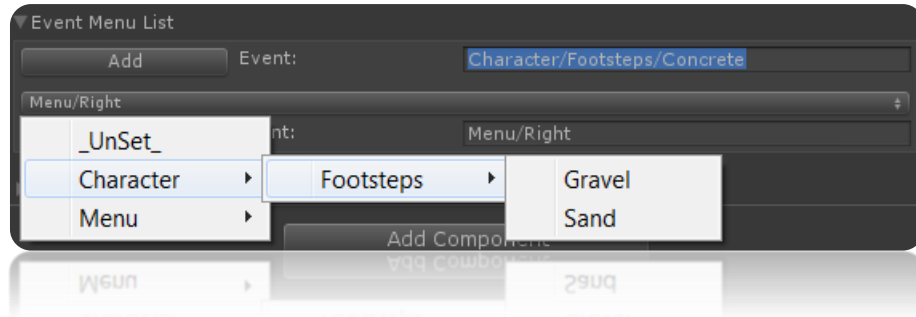 Event Menu List
Add Event: Character/Footsteps/Concrete
Menu/Right
nt: Menu/Right
_UnSet_
Character Footsteps Gravel
Menu Sand
Add Component